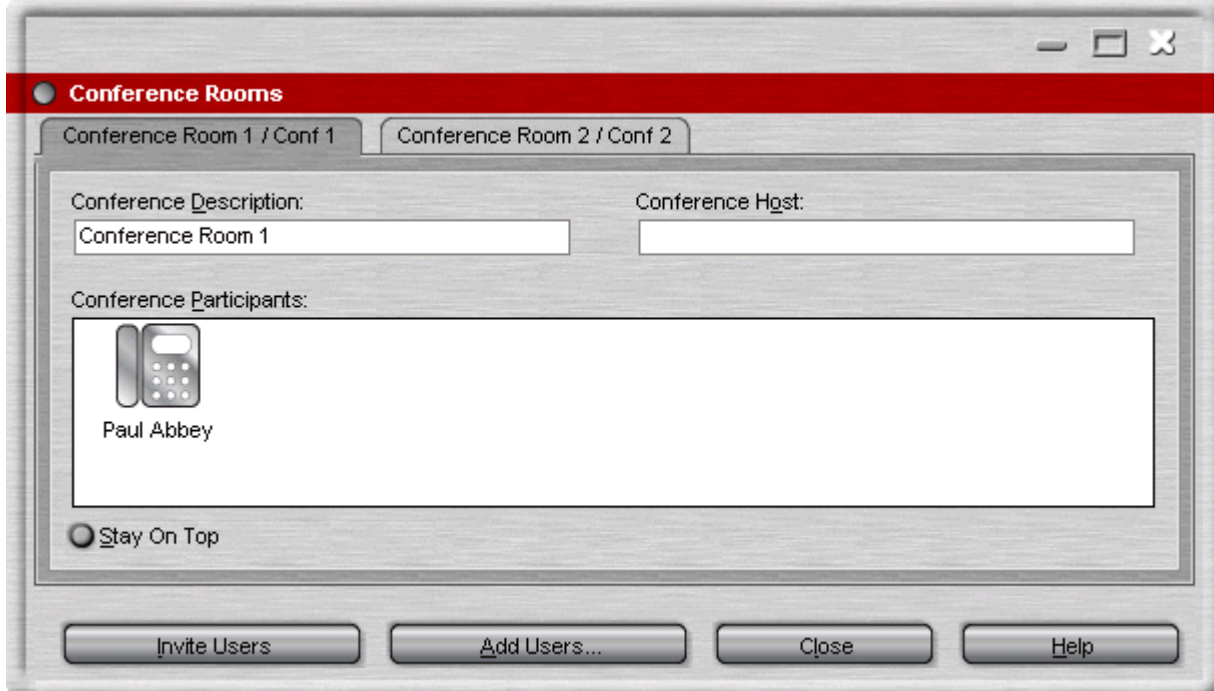 Conference Rooms
Conference Room 1 / Conf 1
Conference Room 2 / Conf 2
Conference Description:
Conference Host:
Conference Room 1
Conference Participants:
Paul Abbey
Stay On Top
Invite Users
Add Users...
Close
Help